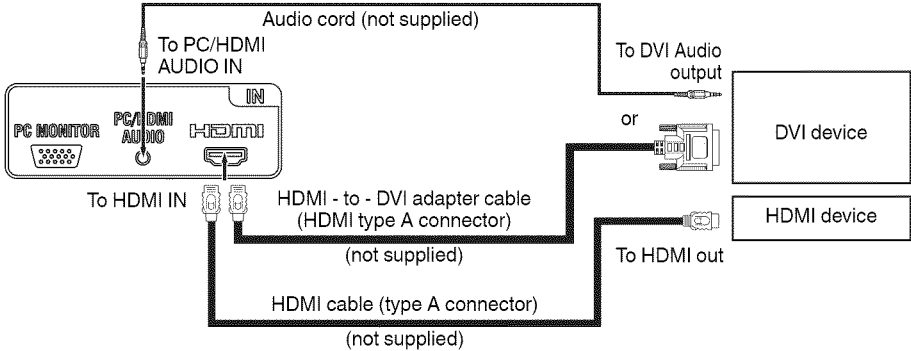 Audio cord (not supplied)
To PC/HDMI
AUDIO IN
To DVI Audio
output
IN
PC MONITOR
PC/HDMI
AUDIO
HDMI
or
DVI device
To HDMI IN
HDMI - to - DVI adapter cable
(HDMI type A connector)
(not supplied)
HDMI device
To HDMI out
HDMI cable (type A connector)
(not supplied)